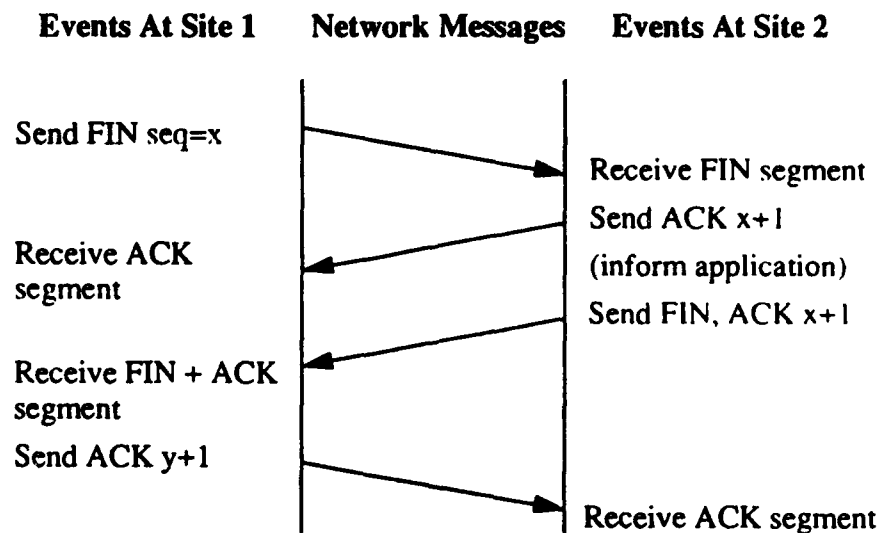 Events At Site 1 Network Messages Events At Site 2
Send FIN seq=x
Receive FIN segment
Send ACK x+1
Receive ACK
segment
(inform application)
Send FIN, ACK x+1
Receive FIN + ACK
segment
Send ACK y+1
Receive ACK segment